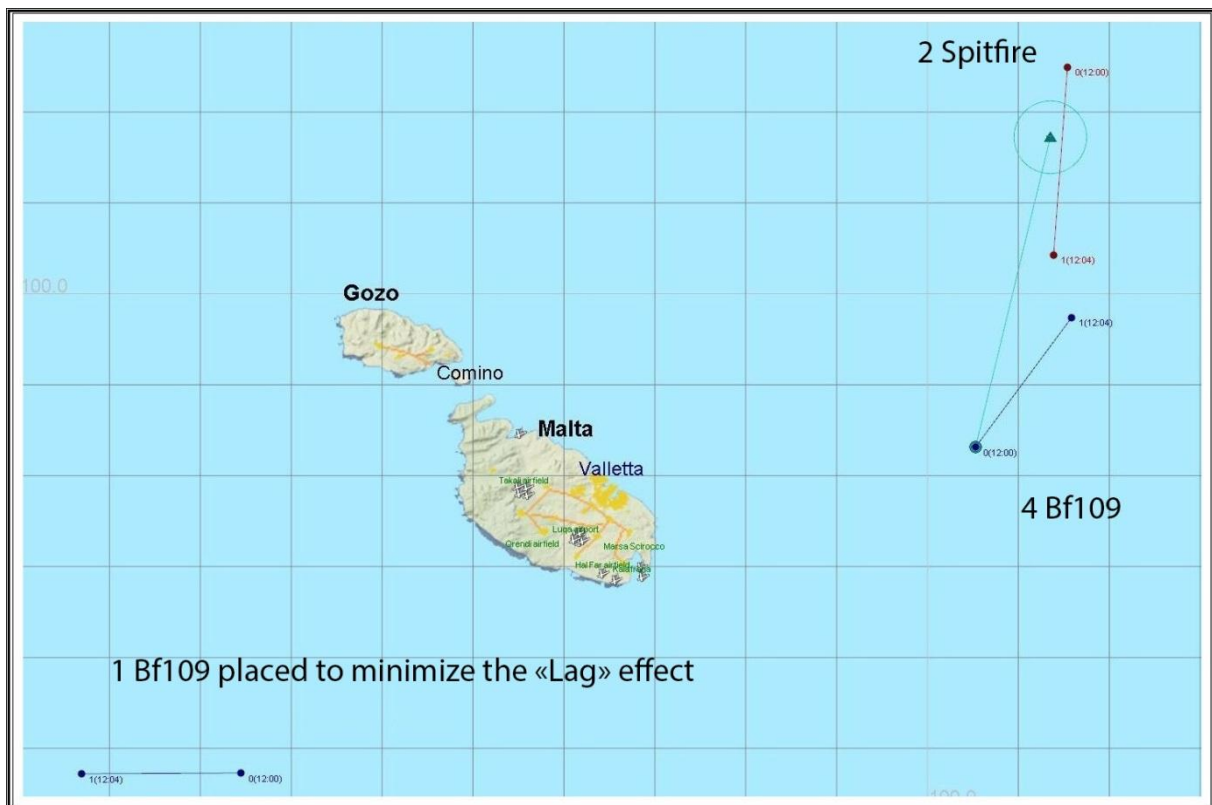 2 Spitfire
0(12:00)
1(12:04)
100.0
Gozo
1(12:04)
Comino
Malta
0(12:00)
Valletta
Takali airfield
4 Bf109
Luqa airport
Qrendi airfield
Marsa Scirocco
Hal Far airfield
Kalafrana
1 Bf109 placed to minimize the «Lag» effect
1(12:04)
0(12:00)
100.0